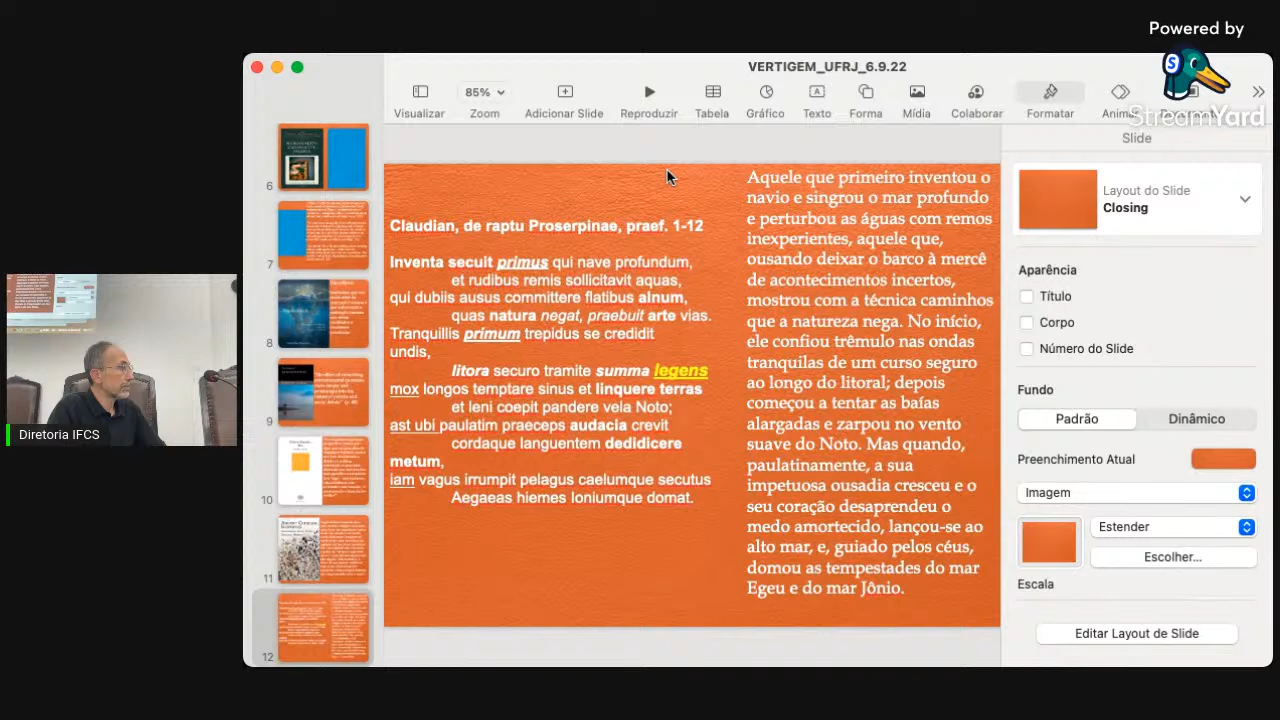 Powered by
StreamYard
VERTIGEM_UFRJ_6.9.22
85%
Visualizar
Zoom
Adicionar Slide
Reproduzir
Tabela
Gráfico
Texto
Forma
Mídia
Colaborar
Formatar
Slide
6
7
8
9
10
11
12
Claudian, de raptu Proserpinae, praef. 1-12
Inventa secuit primus qui nave profundum,
et rudibus remis sollicitavit aquas,
qui dubiis ausus committere flatibus alnum,
quas natura negat, praebuit arte vias.
Tranquillis primum trepidus se credidit
undis,
litora securo tramite summa legens
mox longos temptare sinus et linquere terras
et leni coepit pandere vela Noto;
ast ubi paulatim praeceps audacia crevit
cordaque languentem dedidicere
metum,
iam vagus irrumpit pelagus caelumque secutus
Aegaeas hiemes Ioniumque domat.
Aquele que primeiro inventou o
navio e singrou o mar profundo
e perturbou as águas com remos
inexperientes, aquele que,
ousando deixar o barco à mercê
de acontecimentos incertos,
mostrou com a técnica caminhos
que a natureza nega. No início,
ele confiou trêmulo nas ondas
tranquilas de um curso seguro
ao longo do litoral; depois
começou a tentar as baías
alargadas e zarpou no vento
suave do Noto. Mas quando,
paulatinamente, a sua
impetuosa ousadia cresceu e o
seu coração desaprendeu o
medo amortecido, lançou-se ao
alto mar, e, guiado pelos céus,
domou as tempestades do mar
Egeu e do mar Jônio.
Layout do Slide
Closing
Aparência
Título
Corpo
Número do Slide
Fundo
Padrão
Dinâmico
Preenchimento Atual
Imagem
Estender
Escolher...
Escala
Editar Layout de Slide
Diretoria IFCS